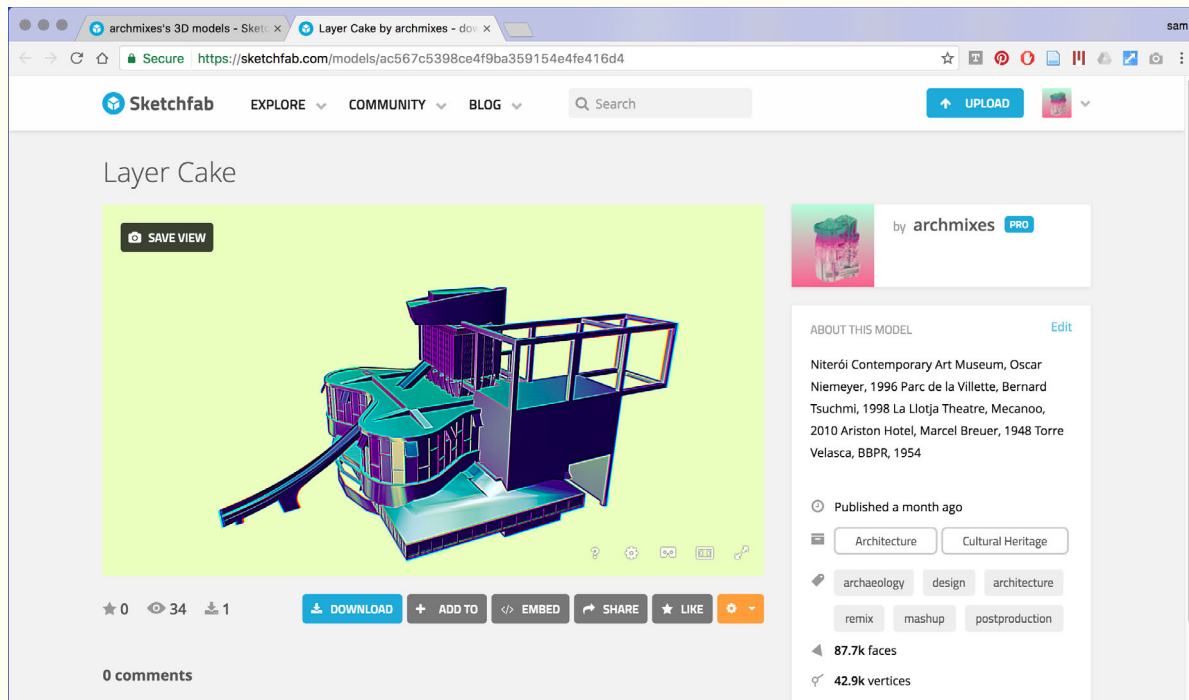 archmixes's 3D models - Sketc
Layer Cake by archmixes - dow
sam
Secure https://sketchfab.com/models/ac567c5398ce4f9ba359154e4fe416d4
Sketchfab EXPLORE COMMUNITY BLOG Search UPLOAD
Layer Cake
SAVE VIEW
by archmixes PRO
ABOUT THIS MODEL Edit
Niterói Contemporary Art Museum, Oscar
Niemeyer, 1996 Parc de la Villette, Bernard
Tsuchmi, 1998 La Llotja Theatre, Mecanoo,
2010 Ariston Hotel, Marcel Breuer, 1948 Torre
Velasca, BBPR, 1954
Published a month ago
Architecture Cultural Heritage
archaeology design architecture
remix mashup postproduction
87.7k faces
42.9k vertices
0 34 1 DOWNLOAD + ADD TO </> EMBED SHARE LIKE
0 comments